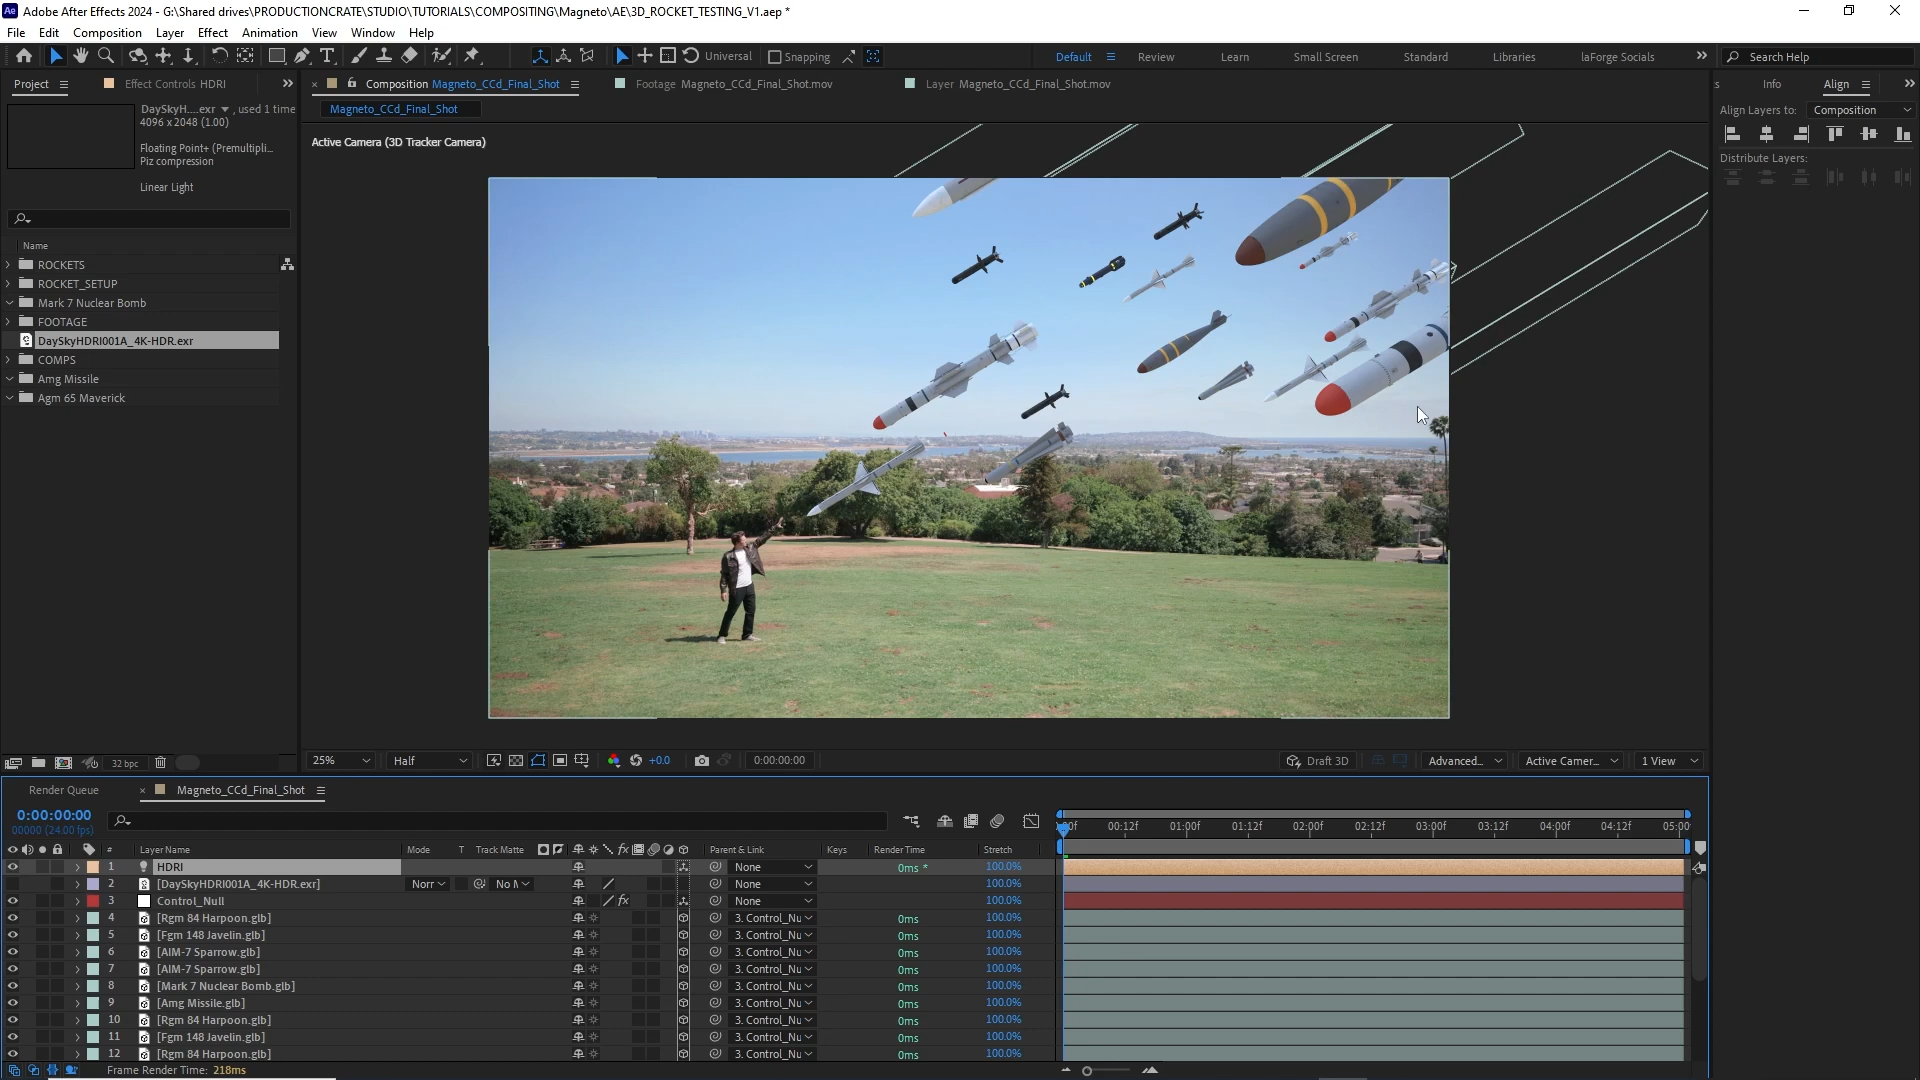 Adobe After Effects 2024 - G:\Shared drives\PRODUCTIONCRATE\STUDIO\TUTORIALS\COMPOSITING\Magneto\AE\3D_ROCKET_TESTING_V1.aep *
File Edit Composition Layer Effect Animation View Window Help
Universal Snapping Default Review Learn Small Screen Standard Libraries laForge Socials Search Help
Project Effect Controls HDRI Composition Magneto_CCd_Final_Shot Footage Magneto_CCd_Final_Shot.mov Layer Magneto_CCd_Final_Shot.mov Info Align
DaySkyH....exr , used 1 time
4096 x 2048 (1.00)
Floating Point+ (Premultipli...
Piz compression
Linear Light
Magneto_CCd_Final_Shot
Active Camera (3D Tracker Camera)
Align Layers to: Composition
Distribute Layers:
Name
ROCKETS
ROCKET_SETUP
Mark 7 Nuclear Bomb
FOOTAGE
DaySkyHDRI001A_4K-HDR.exr
COMPS
Amg Missile
Agm 65 Maverick
32 bpc
25% Half +0.0 0:00:00:00 Draft 3D Advanced... Active Camer... 1 View
Render Queue Magneto_CCd_Final_Shot
0:00:00:00
00000 (24.00 fps)
00:12f 01:00f 01:12f 02:00f 02:12f 03:00f 03:12f 04:00f 04:12f 05:00
# Layer Name Mode T Track Matte Parent & Link Keys Render Time Stretch
1 HDRI None 0ms * 100.0%
2 [DaySkyHDRI001A_4K-HDR.exr] Norr No M None 100.0%
3 Control_Null fx None 100.0%
4 [Rgm 84 Harpoon.glb] 3. Control_Nu 0ms 100.0%
5 [Fgm 148 Javelin.glb] 3. Control_Nu 0ms 100.0%
6 [AIM-7 Sparrow.glb] 3. Control_Nu 0ms 100.0%
7 [AIM-7 Sparrow.glb] 3. Control_Nu 0ms 100.0%
8 [Mark 7 Nuclear Bomb.glb] 3. Control_Nu 0ms 100.0%
9 [Amg Missile.glb] 3. Control_Nu 0ms 100.0%
10 [Rgm 84 Harpoon.glb] 3. Control_Nu 0ms 100.0%
11 [Fgm 148 Javelin.glb] 3. Control_Nu 0ms 100.0%
12 [Rgm 84 Harpoon.glb] 3. Control_Nu 0ms 100.0%
Frame Render Time: 218ms